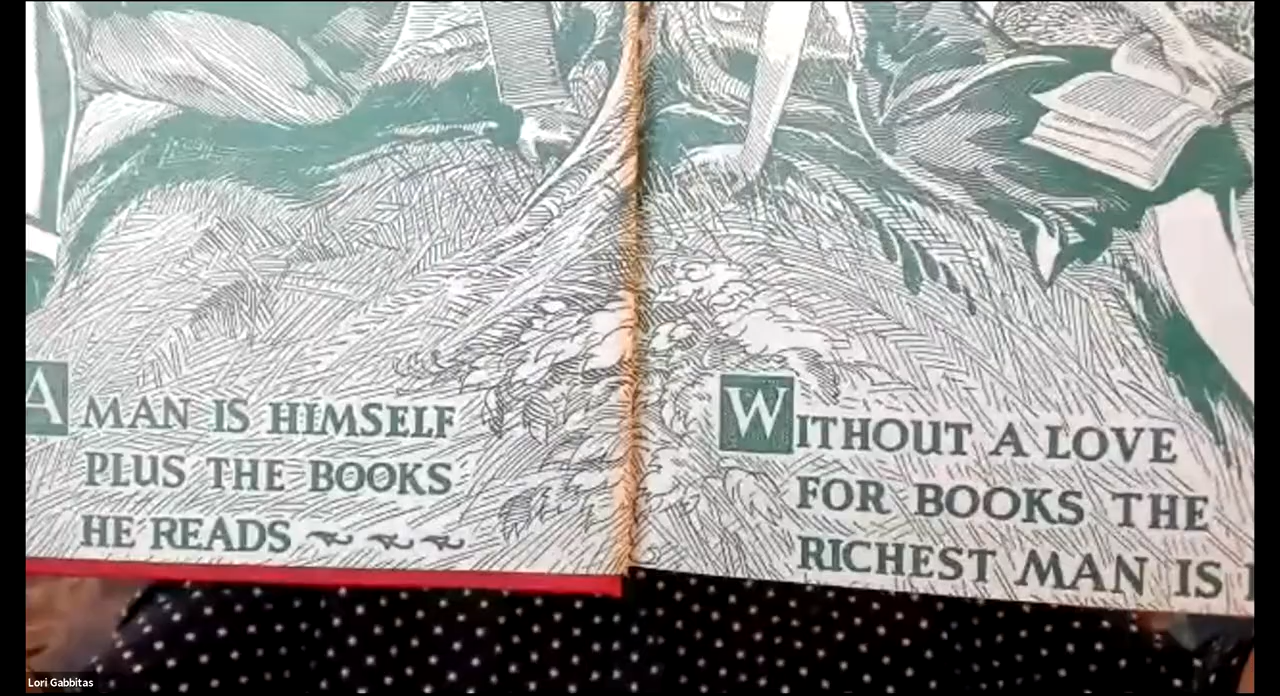 A MAN IS HIMSELF
PLUS THE BOOKS
HE READS
WITHOUT A LOVE
FOR BOOKS THE
RICHEST MAN IS
Lori Gabbitas